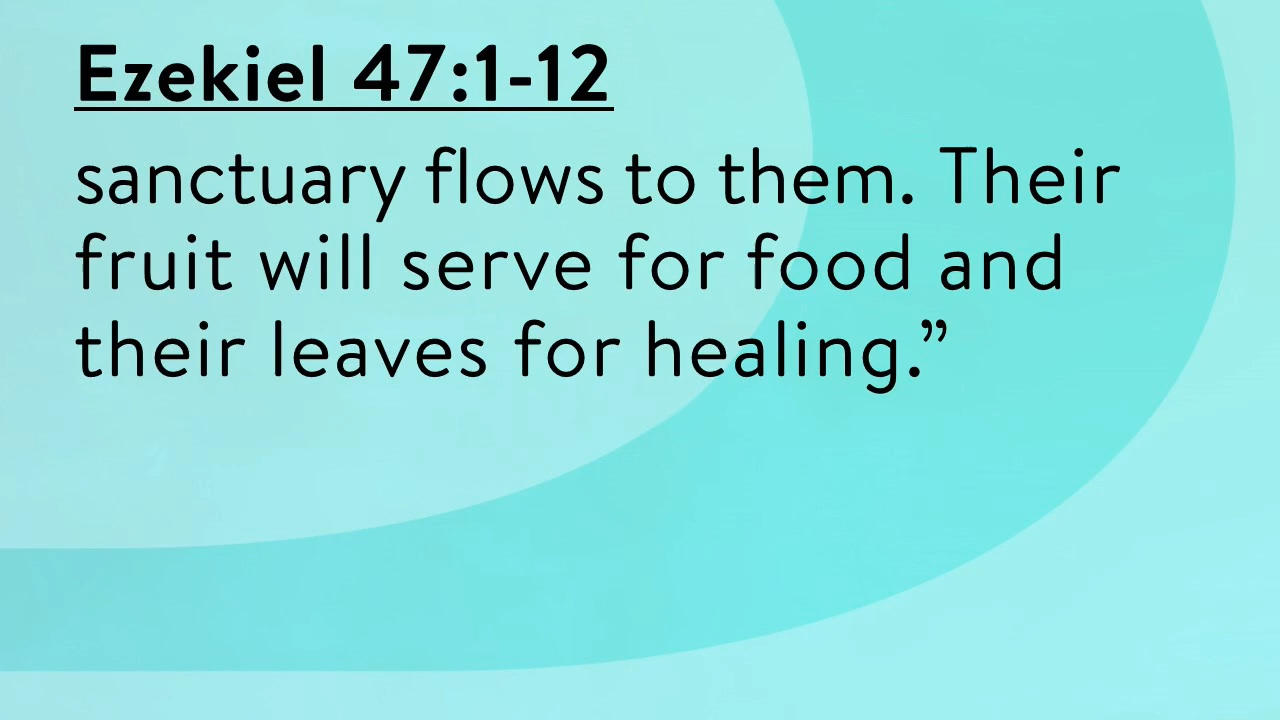 Ezekiel 47:1-12
sanctuary flows to them. Their
fruit will serve for food and
their leaves for healing.”